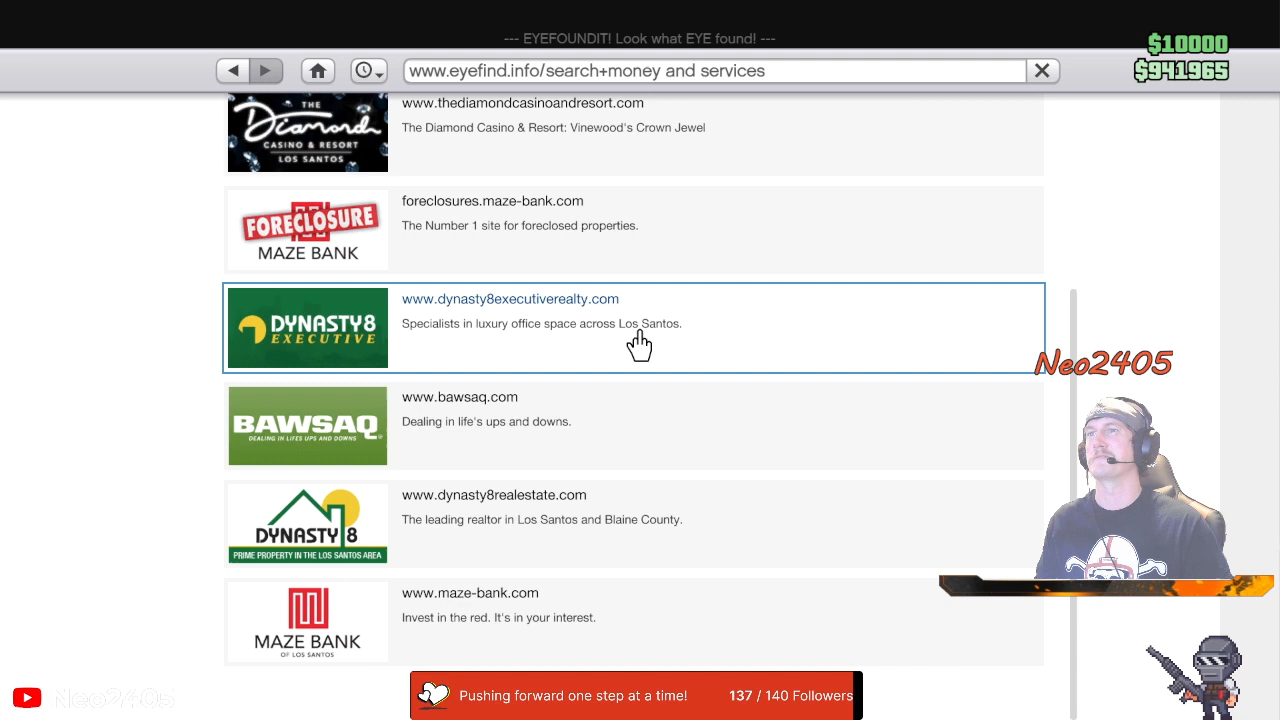 --- EYEFOUNDIT! Look what EYE found! ---
$10000
www.eyefind.info/search+money and services
$941965
THE
Diamond
CASINO & RESORT
LOS SANTOS
www.thediamondcasinoandresort.com
The Diamond Casino & Resort: Vinewood's Crown Jewel
FORECLOSURE
MAZE BANK
foreclosures.maze-bank.com
The Number 1 site for foreclosed properties.
DYNASTY8
EXECUTIVE
www.dynasty8executiverealty.com
Specialists in luxury office space across Los Santos.
Neo2405
BAWSAQ
DEALING IN LIFES UPS AND DOWNS
www.bawsaq.com
Dealing in life's ups and downs.
DYNASTY 8
PRIME PROPERTY IN THE LOS SANTOS AREA
www.dynasty8realestate.com
The leading realtor in Los Santos and Blaine County.
MAZE BANK
OF LOS SANTOS
www.maze-bank.com
Invest in the red. It's in your interest.
Neo2405
Pushing forward one step at a time! 137 / 140 Followers